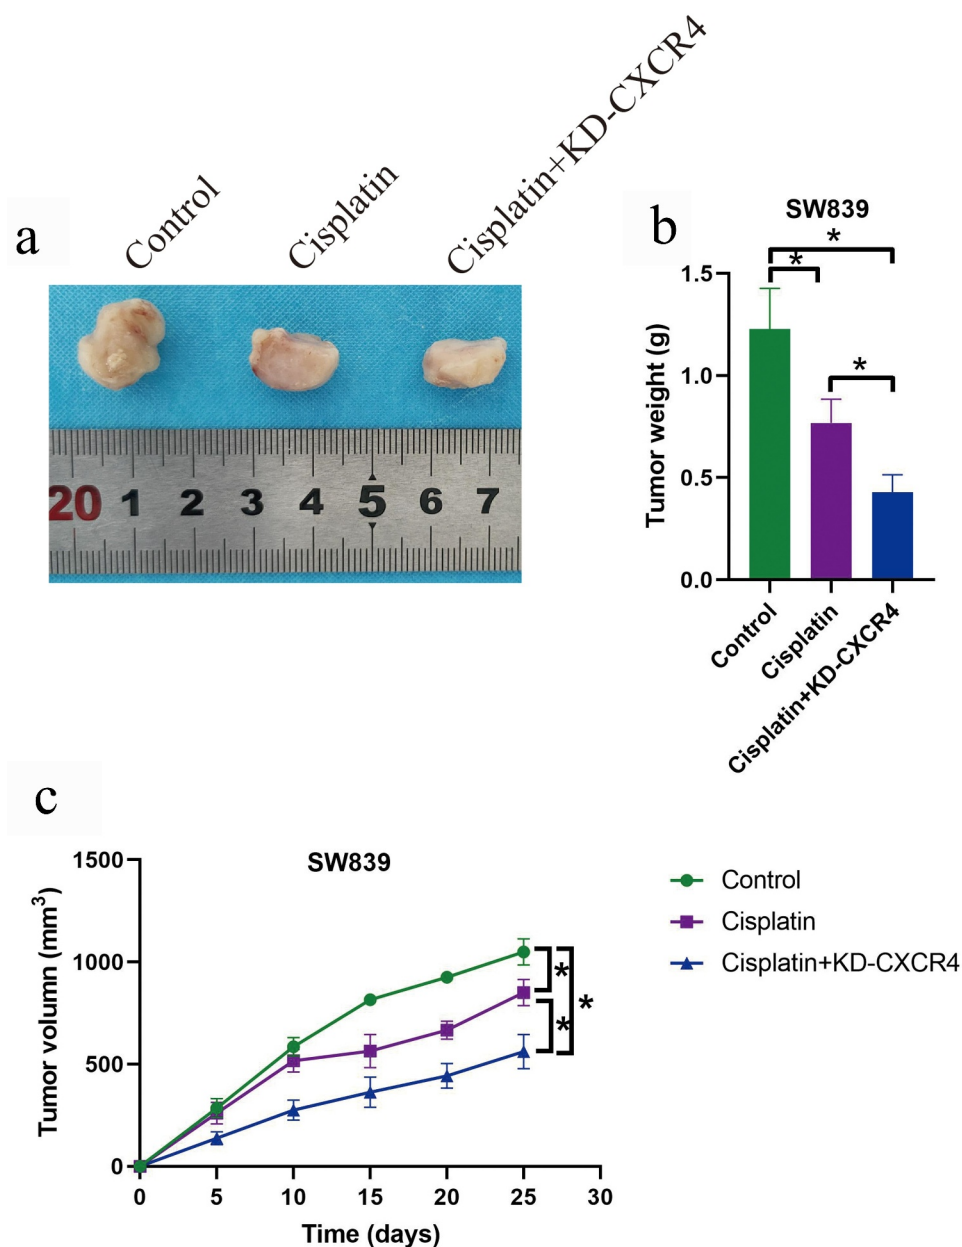 a
Control
Cisplatin
Cisplatin+KD-CXCR4
20 1 2 3 4 5 6 7
b
SW839
*
*
*
1.5
1.0
0.5
0.0
Tumor weight (g)
Control
Cisplatin
Cisplatin+KD-CXCR4
c
SW839
1500
1000
500
0
Tumor volumn (mm³)
0 5 10 15 20 25 30
Time (days)
*
*
*
Control
Cisplatin
Cisplatin+KD-CXCR4